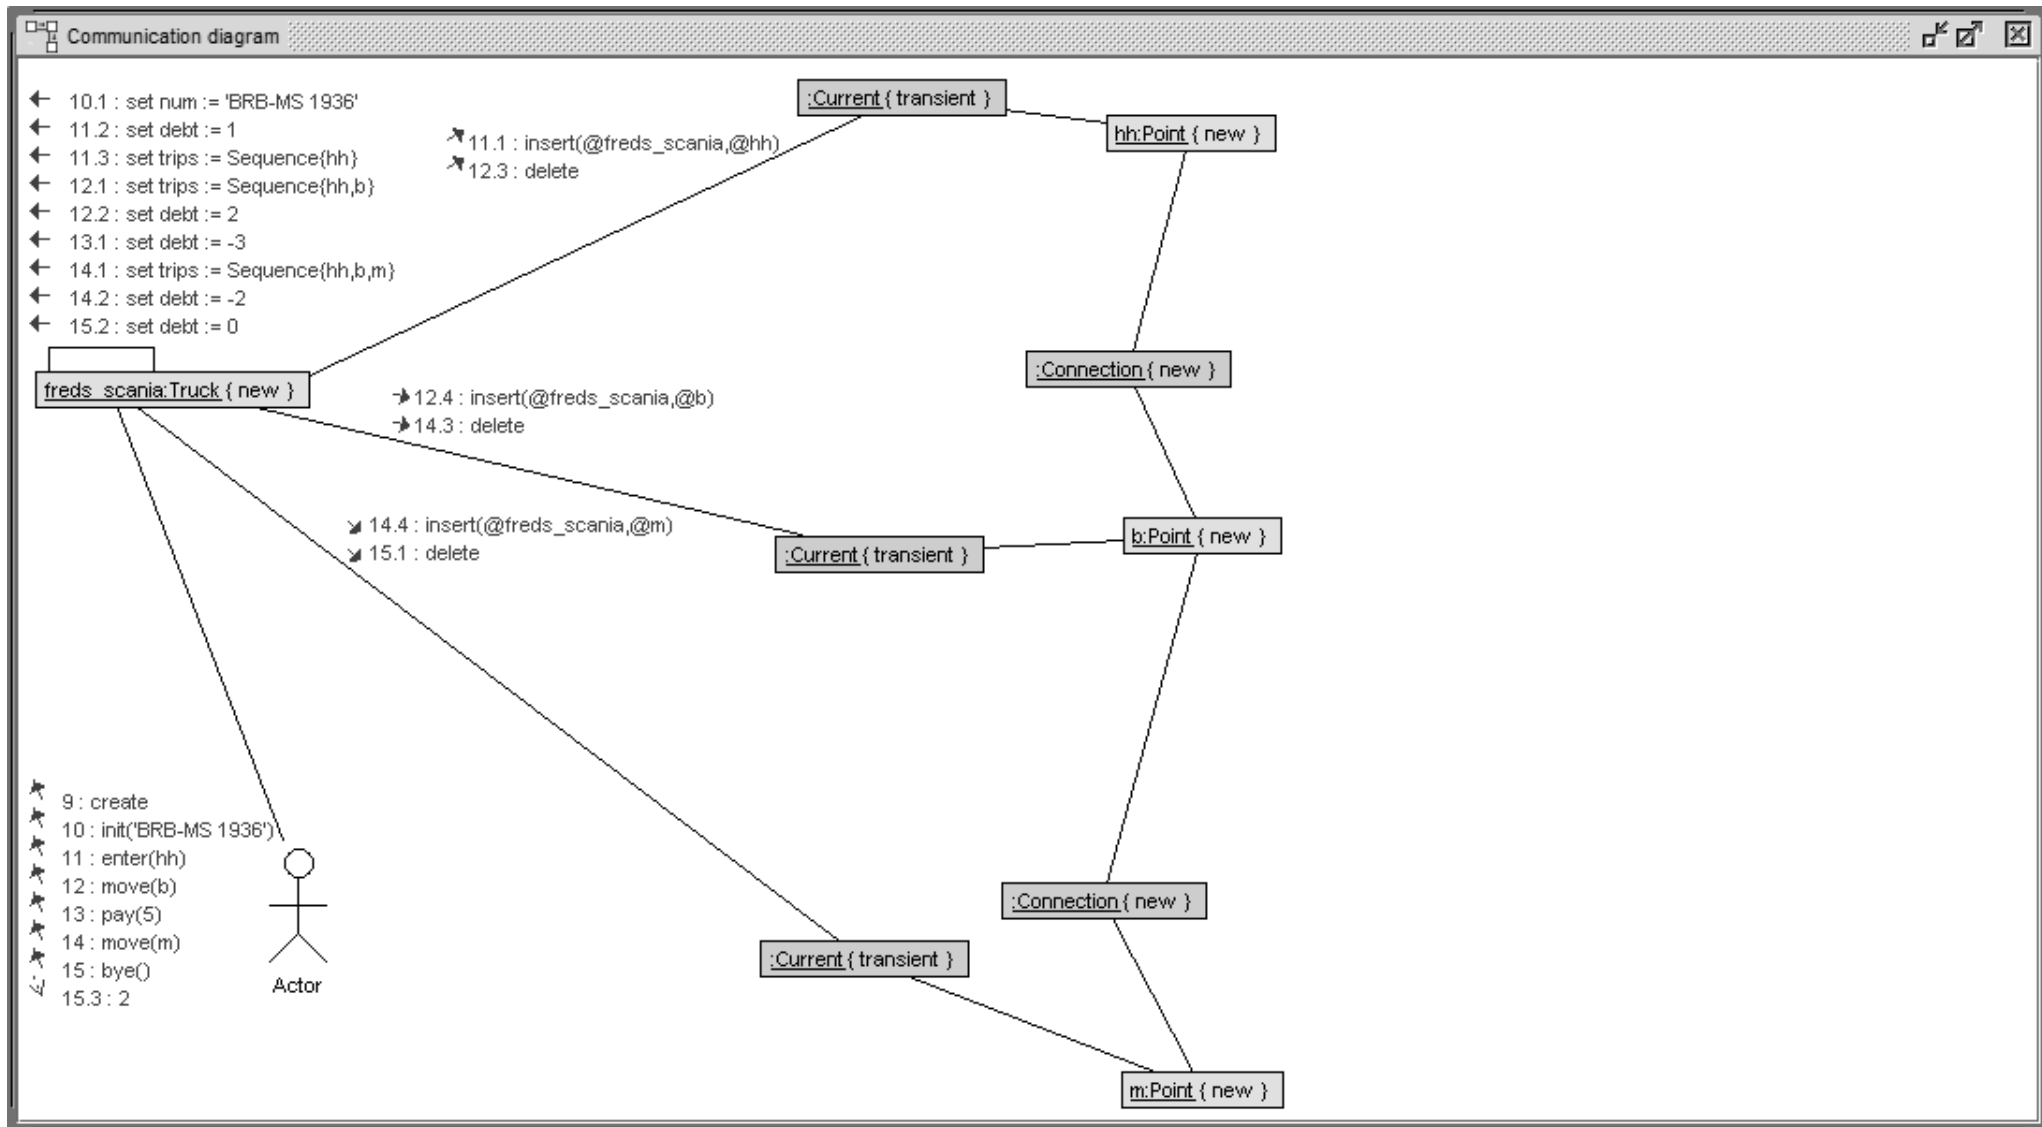 Communication diagram
10.1 : set num := 'BRB-MS 1936'
11.2 : set debt := 1
11.3 : set trips := Sequence{hh}
12.1 : set trips := Sequence{hh,b}
12.2 : set debt := 2
13.1 : set debt := -3
14.1 : set trips := Sequence{hh,b,m}
14.2 : set debt := -2
15.2 : set debt := 0
:Current { transient }
hh:Point { new }
11.1 : insert(@freds_scania,@hh)
12.3 : delete
:Connection { new }
freds_scania:Truck { new }
12.4 : insert(@freds_scania,@b)
14.3 : delete
14.4 : insert(@freds_scania,@m)
15.1 : delete
:Current { transient }
b:Point { new }
9 : create
10 : init('BRB-MS 1936')
11 : enter(hh)
12 : move(b)
13 : pay(5)
14 : move(m)
15 : bye()
15.3 : 2
Actor
:Connection { new }
:Current { transient }
m:Point { new }